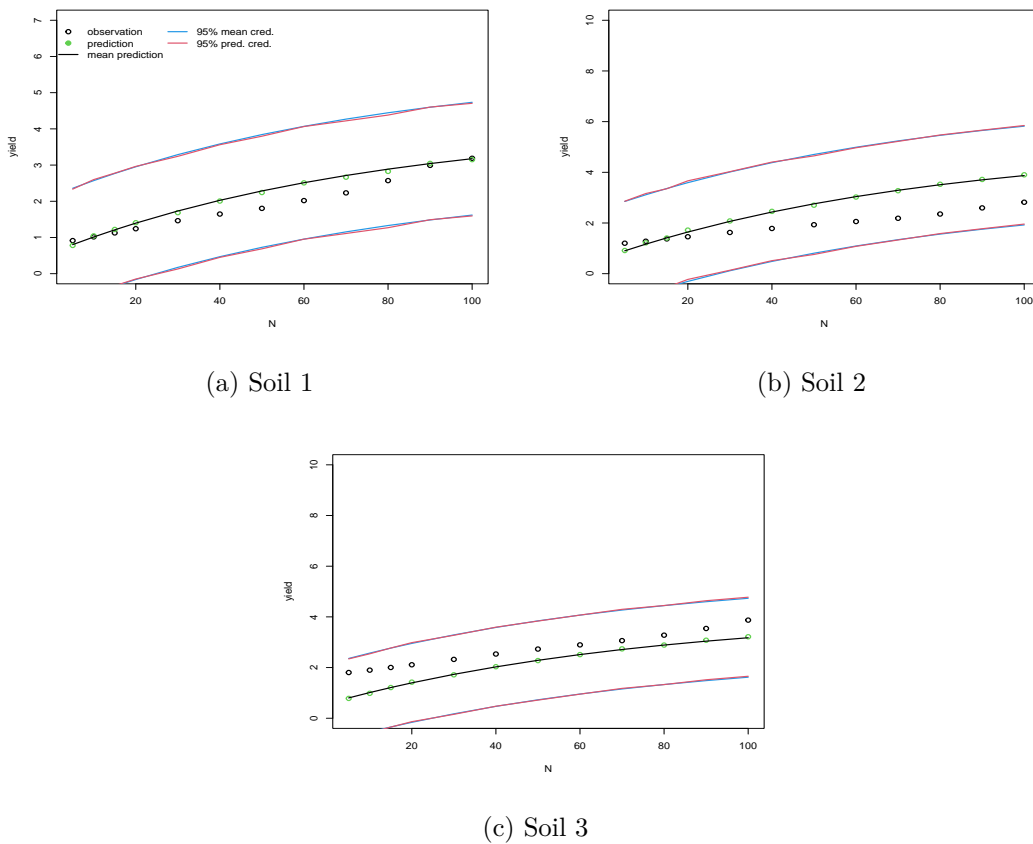 observation
prediction
mean prediction
95% mean cred.
95% pred. cred.
yield
7
6
5
4
3
2
1
0
20 40 60 80 100
N
(a) Soil 1
yield
10
8
6
4
2
0
20 40 60 80 100
N
(b) Soil 2
yield
10
8
6
4
2
0
20 40 60 80 100
N
(c) Soil 3